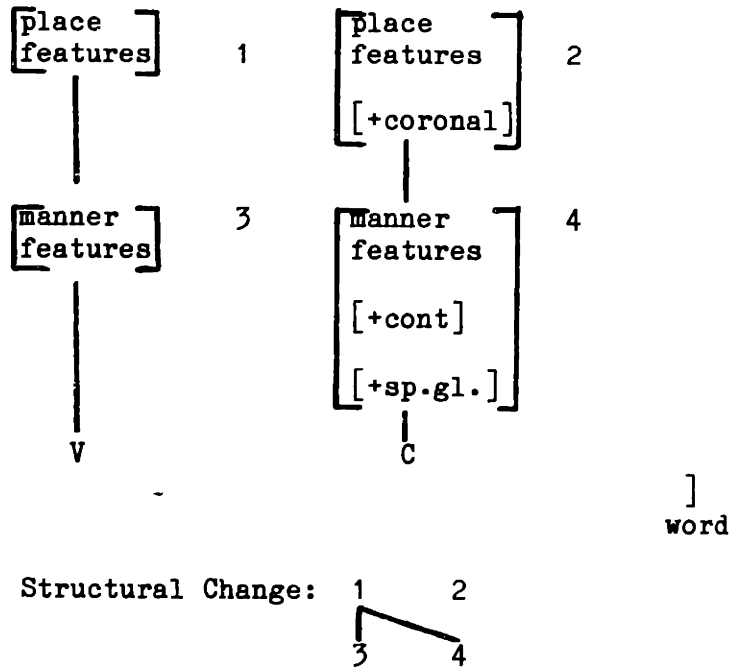 [place features] 1 [place features 2
[+coronal]]
[manner features] 3 [manner features 4
[+cont]
[+sp.gl.]]
V C
]
word
Structural Change: 1 2
3 4